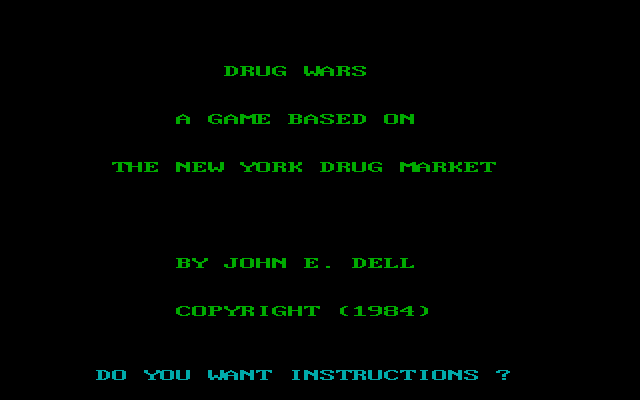 DRUG WARS
A GAME BASED ON
THE NEW YORK DRUG MARKET
BY JOHN E. DELL
COPYRIGHT (1984)
DO YOU WANT INSTRUCTIONS ?